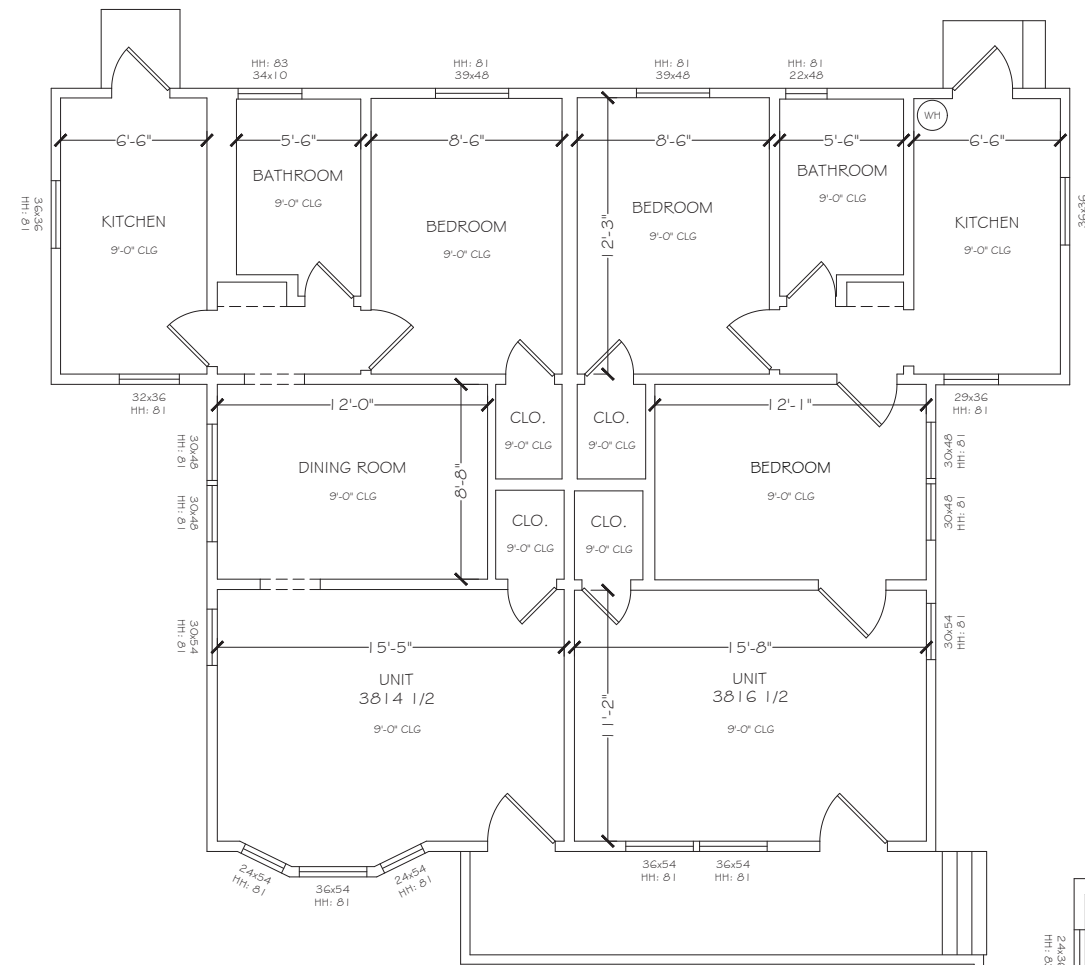 HH: 83
34x10
HH: 81
39x48
HH: 81
39x48
HH: 81
22x48
WH
6'-6"
5'-6"
8'-6"
8'-6"
5'-6"
6'-6"
BATHROOM
9'-0" CLG
BATHROOM
9'-0" CLG
36x36
HH: 81
KITCHEN
9'-0" CLG
BEDROOM
9'-0" CLG
BEDROOM
9'-0" CLG
12'-3"
KITCHEN
9'-0" CLG
36x36
32x36
HH: 81
12'-0"
CLO.
9'-0" CLG
CLO.
9'-0" CLG
12'-1"
29x36
HH: 81
30x48
HH: 81
30x48
HH: 81
DINING ROOM
9'-0" CLG
8'-8"
BEDROOM
9'-0" CLG
30x48
HH: 81
30x48
HH: 81
CLO.
9'-0" CLG
CLO.
9'-0" CLG
30x54
HH: 81
15'-5"
15'-8"
30x54
HH: 81
UNIT
3814 1/2
9'-0" CLG
11'-2"
UNIT
3816 1/2
9'-0" CLG
24x54
HH: 81
36x54
HH: 81
24x54
HH: 81
36x54
HH: 81
36x54
HH: 81
24x36